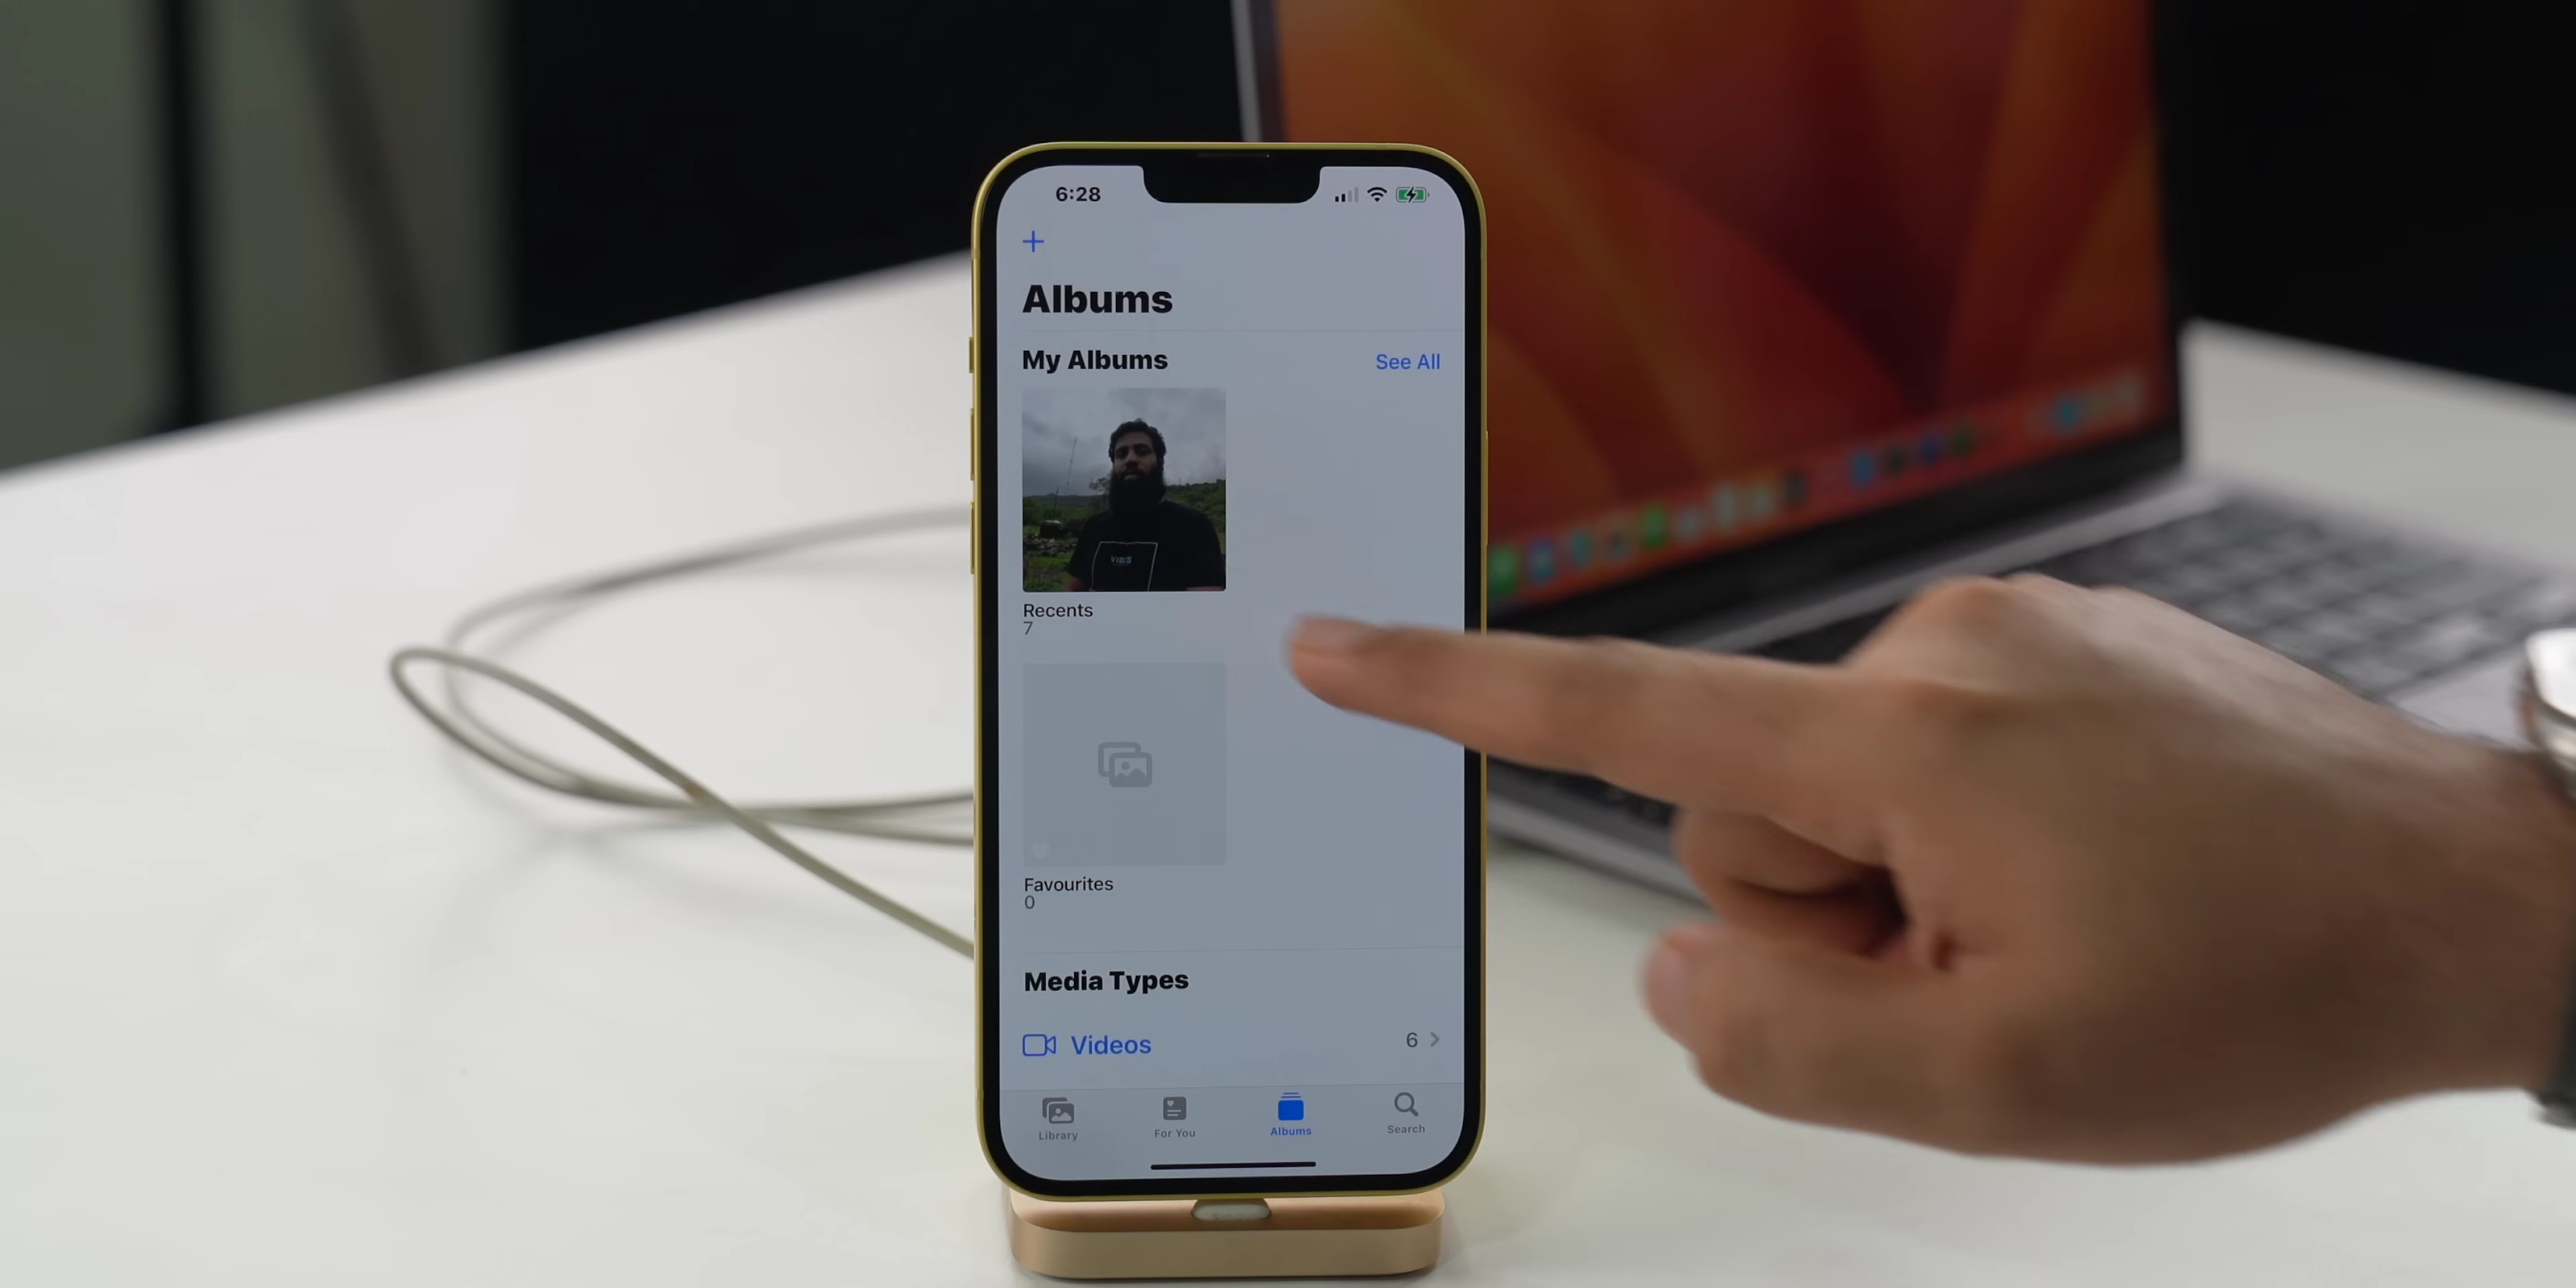 6:28
Albums
My Albums
See All
Recents
7
Favourites
0
Media Types
Videos
6
Library
For You
Albums
Search